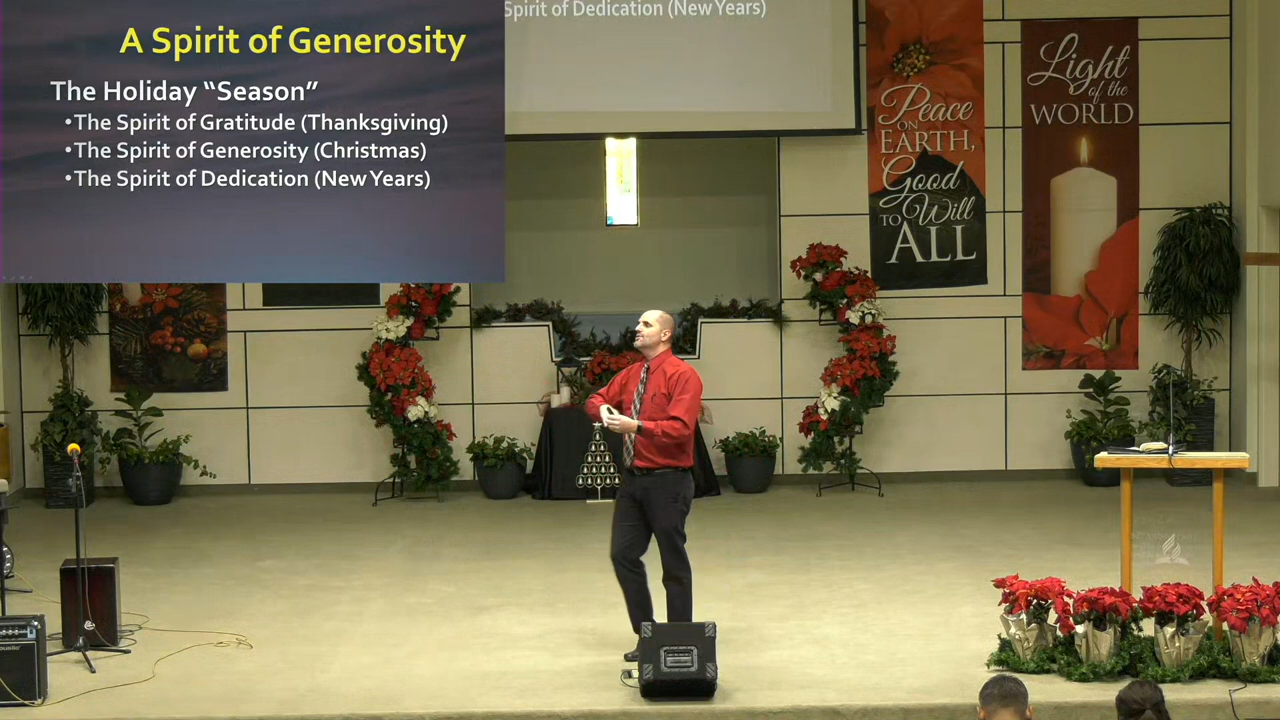 A Spirit of Generosity
The Holiday “Season”
•The Spirit of Gratitude (Thanksgiving)
•The Spirit of Generosity (Christmas)
•The Spirit of Dedication (New Years)
Spirit of Dedication (New Years)
Peace
ON
EARTH,
Good
TO Will
ALL
Light
of the
WORLD